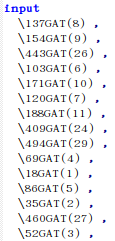 input
\137GAT(8) ,
\154GAT(9) ,
\443GAT(26) ,
\103GAT(6) ,
\171GAT(10) ,
\120GAT(7) ,
\188GAT(11) ,
\409GAT(24) ,
\494GAT(29) ,
\69GAT(4) ,
\18GAT(1) ,
\86GAT(5) ,
\35GAT(2) ,
\460GAT(27) ,
\52GAT(3) ,